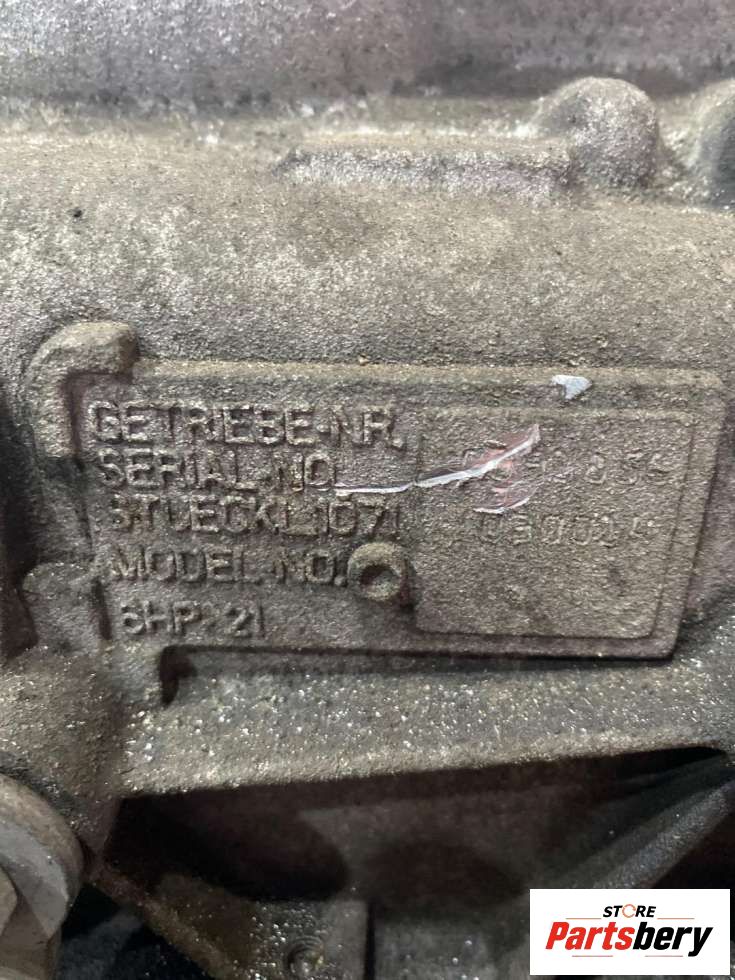 GETRIEBE-NR.
SERIAL-NO.
STUECKL.1071
MODEL-NO.
6HP 21
STORE
Partsbery